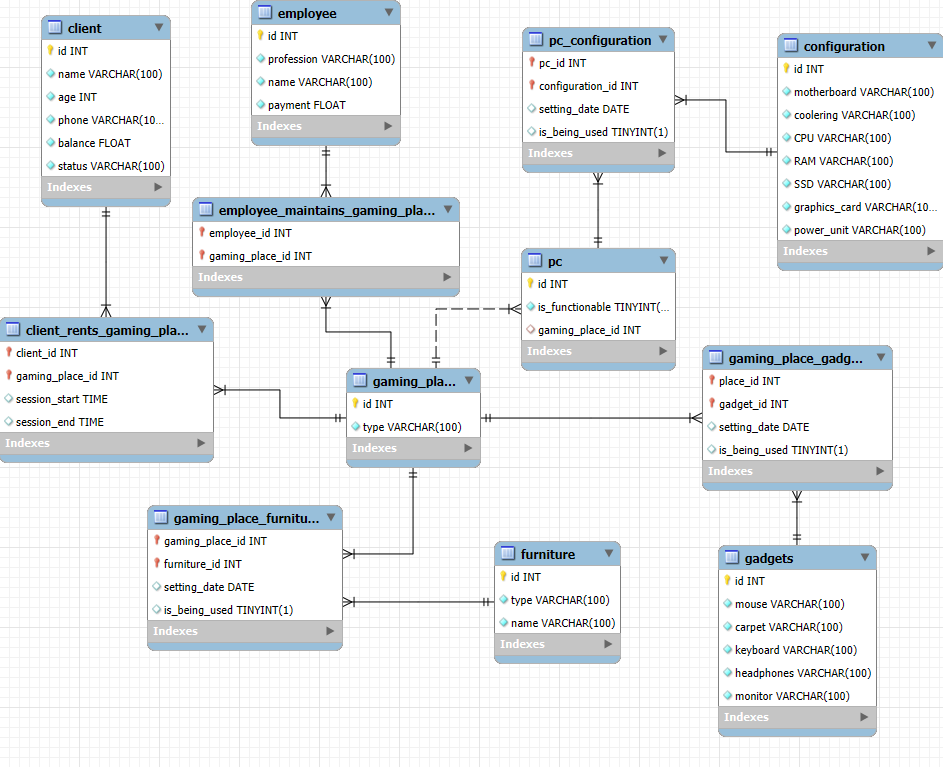 client
id INT
name VARCHAR(100)
age INT
phone VARCHAR(10...
balance FLOAT
status VARCHAR(100)
Indexes
employee
id INT
profession VARCHAR(100)
name VARCHAR(100)
payment FLOAT
Indexes
pc_configuration
pc_id INT
configuration_id INT
setting_date DATE
is_being_used TINYINT(1)
Indexes
configuration
id INT
motherboard VARCHAR(100)
coolering VARCHAR(100)
CPU VARCHAR(100)
RAM VARCHAR(100)
SSD VARCHAR(100)
graphics_card VARCHAR(10...
power_unit VARCHAR(100)
Indexes
employee_maintains_gaming_pla...
employee_id INT
gaming_place_id INT
Indexes
pc
id INT
is_functionable TINYINT(...
gaming_place_id INT
Indexes
client_rents_gaming_pla...
client_id INT
gaming_place_id INT
session_start TIME
session_end TIME
Indexes
gaming_pla...
id INT
type VARCHAR(100)
Indexes
gaming_place_gadg...
place_id INT
gadget_id INT
setting_date DATE
is_being_used TINYINT(1)
Indexes
gaming_place_furnitu...
gaming_place_id INT
furniture_id INT
setting_date DATE
is_being_used TINYINT(1)
Indexes
furniture
id INT
type VARCHAR(100)
name VARCHAR(100)
Indexes
gadgets
id INT
mouse VARCHAR(100)
carpet VARCHAR(100)
keyboard VARCHAR(100)
headphones VARCHAR(100)
monitor VARCHAR(100)
Indexes